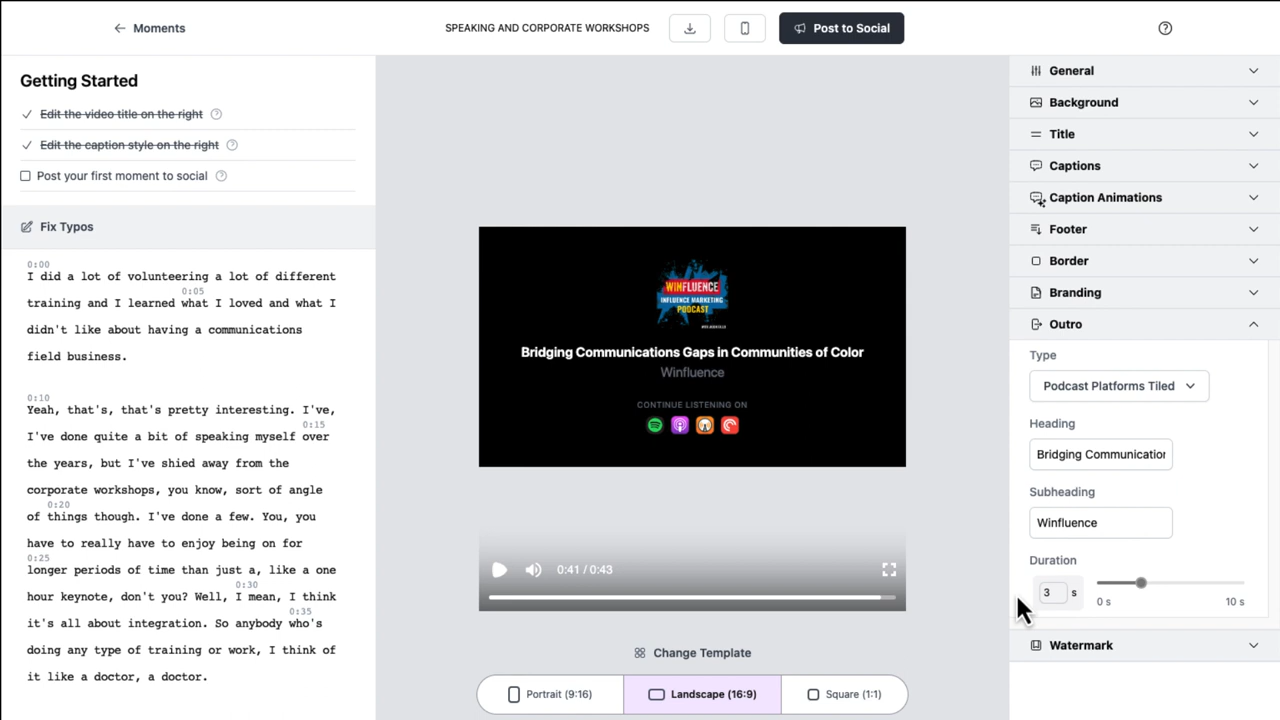 Moments
SPEAKING AND CORPORATE WORKSHOPS
Post to Social
Getting Started
Edit the video title on the right
Edit the caption style on the right
Post your first moment to social
Fix Typos
0:00
I did a lot of volunteering a lot of different
0:05
training and I learned what I loved and what I
didn't like about having a communications
field business.
0:10
Yeah, that's, that's pretty interesting. I've,
0:15
I've done quite a bit of speaking myself over
the years, but I've shied away from the
corporate workshops, you know, sort of angle
0:20
of things though. I've done a few. You, you
have to really have to enjoy being on for
0:25
longer periods of time than just a, like a one
0:30
hour keynote, don't you? Well, I mean, I think
0:35
it's all about integration. So anybody who's
doing any type of training or work, I think of
it like a doctor, a doctor.
WINFLUENCE
INFLUENCE MARKETING
PODCAST
Bridging Communications Gaps in Communities of Color
Winfluence
CONTINUE LISTENING ON
0:41 / 0:43
Change Template
Portrait (9:16)
Landscape (16:9)
Square (1:1)
General
Background
Title
Captions
Caption Animations
Footer
Border
Branding
Outro
Type
Podcast Platforms Tiled
Heading
Bridging Communication
Subheading
Winfluence
Duration
3 s
0 s 10 s
Watermark